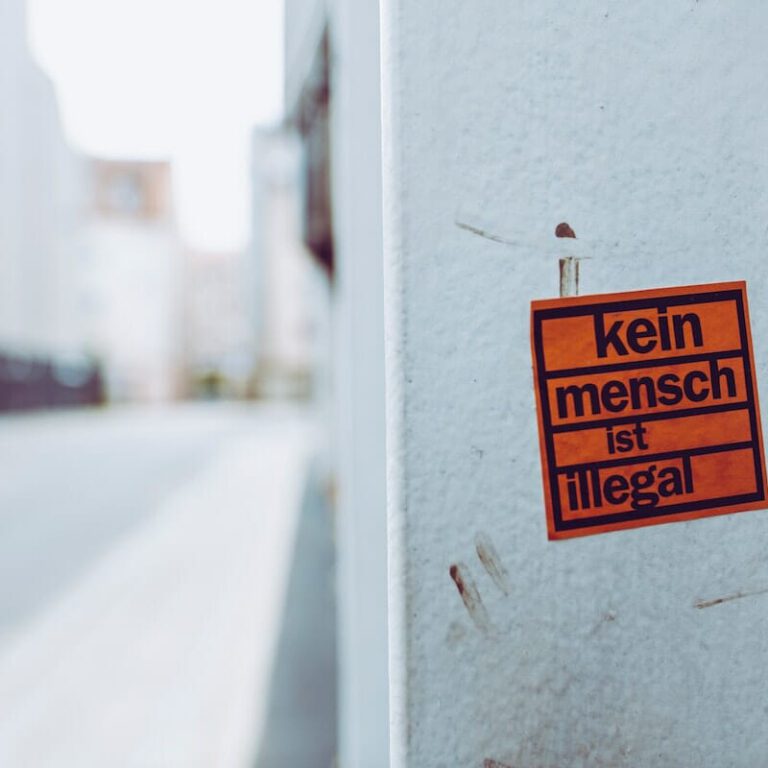 kein
mensch
ist
illegal